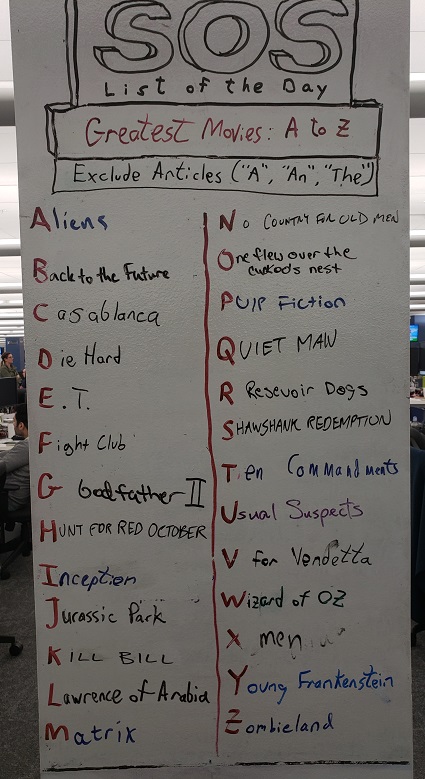 SOS
List of the Day
Greatest Movies: A to Z
Exclude Articles ("A", "An", "The")
Aliens
Back to the Future
Casablanca
Die Hard
E.T.
Fight Club
G Godfather II
HUNT FOR RED OCTOBER
Inception
Jurassic Park
KILL BILL
Lawrence of Arabia
Matrix
No COUNTRY FOR OLD MEN
One flew over the
cuckoo's nest
PUlP Fiction
QUIET MAN
Resevoir Dogs
SHAWSHANK REDEMPTION
Ten Commandments
Usual Suspects
V for Vendetta
Wizard of OZ
X men
Young Frankenstein
Zombieland